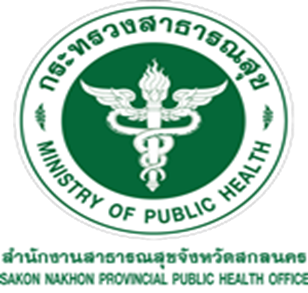 กระทรวงสาธารณสุข
MINISTRY OF PUBLIC HEALTH
สำนักงานสาธารณสุขจังหวัดสกลนคร
SAKON NAKHON PROVINCIAL PUBLIC HEALTH OFFICE